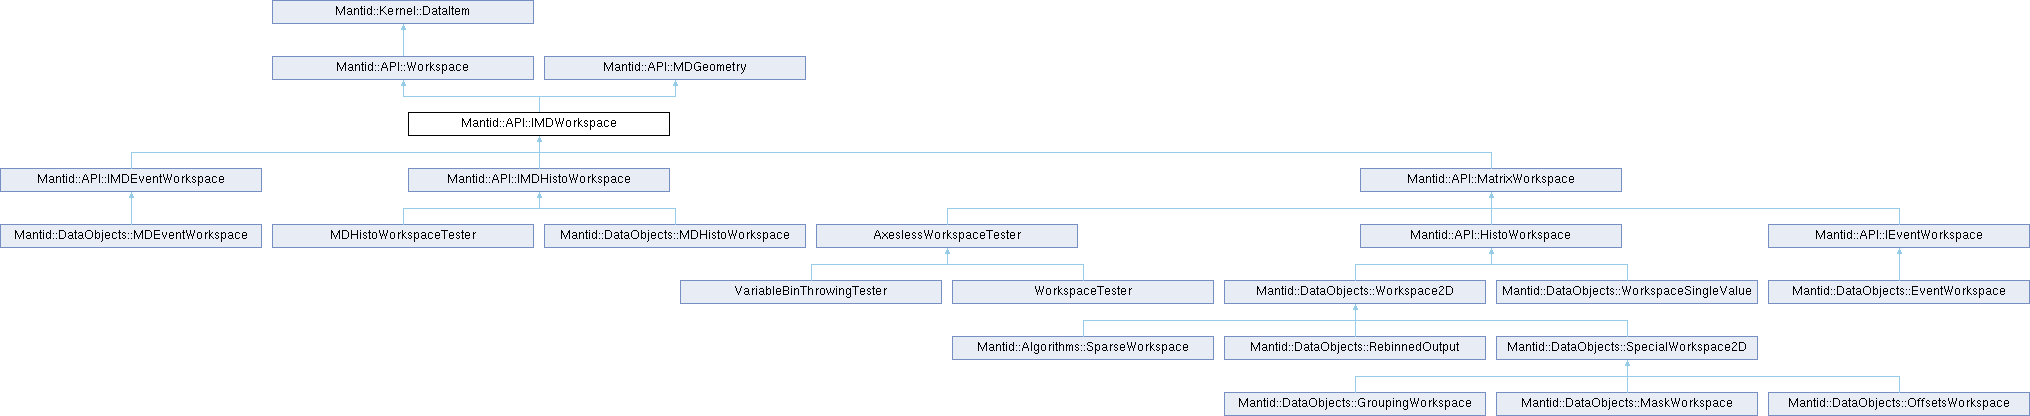 Mantid::Kernel::DataItem
Mantid::API::Workspace
Mantid::API::MDGeometry
Mantid::API::IMDWorkspace
Mantid::API::IMDEventWorkspace
Mantid::API::IMDHistoWorkspace
Mantid::API::MatrixWorkspace
Mantid::DataObjects::MDEventWorkspace
MDHistoWorkspaceTester
Mantid::DataObjects::MDHistoWorkspace
AxeslessWorkspaceTester
Mantid::API::HistoWorkspace
Mantid::API::IEventWorkspace
VariableBinThrowingTester
WorkspaceTester
Mantid::DataObjects::Workspace2D
Mantid::DataObjects::WorkspaceSingleValue
Mantid::DataObjects::EventWorkspace
Mantid::Algorithms::SparseWorkspace
Mantid::DataObjects::RebinnedOutput
Mantid::DataObjects::SpecialWorkspace2D
Mantid::DataObjects::GroupingWorkspace
Mantid::DataObjects::MaskWorkspace
Mantid::DataObjects::OffsetsWorkspace